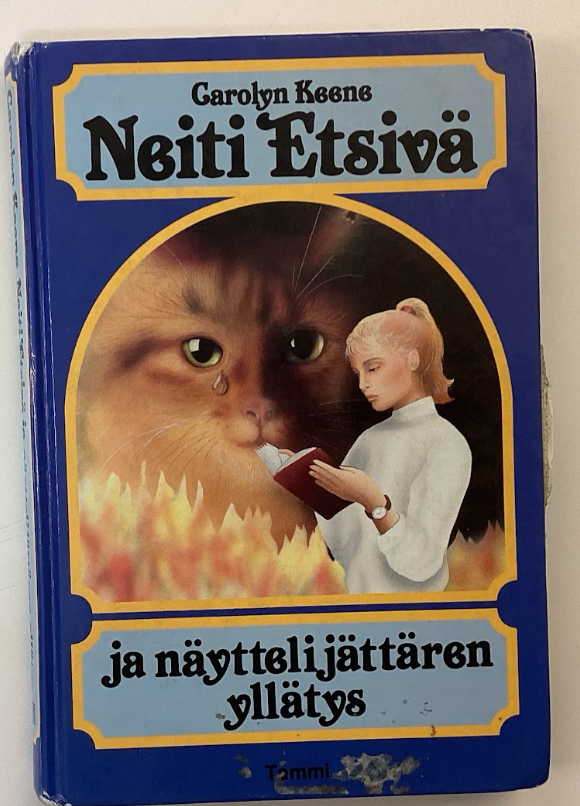 Carolyn Keene
Neiti Etsivä
ja näyttelijättären
yllätys
Tammi